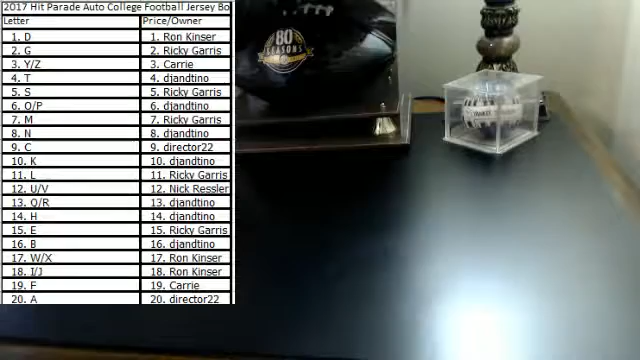 2017 Hit Parade Auto College Football Jersey Bo
Letter Price/Owner
1. D 1. Ron Kinser
2. G 2. Ricky Garris
3. Y/Z 3. Carrie
4. T 4. djandtino
5. S 5. Ricky Garris
6. O/P 6. djandtino
7. M 7. Ricky Garris
8. N 8. djandtino
9. C 9. director22
10. K 10. djandtino
11. L 11. Ricky Garris
12. U/V 12. Nick Ressler
13. Q/R 13. djandtino
14. H 14. djandtino
15. E 15. Ricky Garris
16. B 16. djandtino
17. W/X 17. Ron Kinser
18. I/J 18. Ron Kinser
19. F 19. Carrie
20. A 20. director22
80
SEASONS